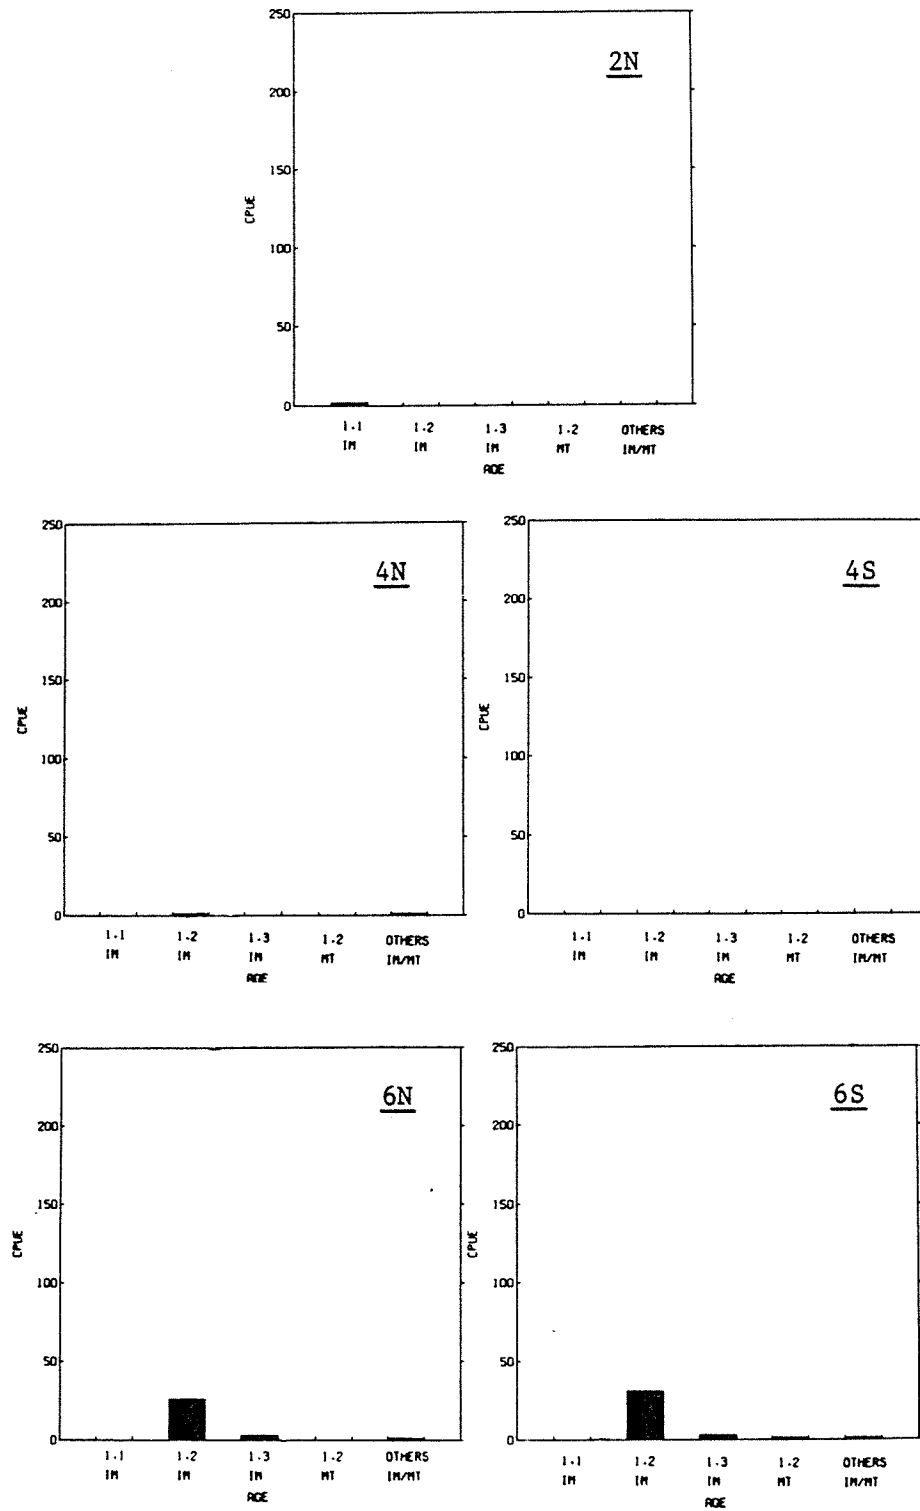 2N
250
200
150
100
50
0
CPUE
1.1 1.2 1.3 1.2 OTHERS
IM IM IM MT IM/MT
AGE
4N
250
200
150
100
50
0
CPUE
1.1 1.2 1.3 1.2 OTHERS
IM IM IM MT IM/MT
AGE
4S
250
200
150
100
50
0
CPUE
1.1 1.2 1.3 1.2 OTHERS
IM IM IM MT IM/MT
AGE
6N
250
200
150
100
50
0
CPUE
1.1 1.2 1.3 1.2 OTHERS
IM IM IM MT IM/MT
AGE
6S
250
200
150
100
50
0
CPUE
1.1 1.2 1.3 1.2 OTHERS
IM IM IM MT IM/MT
AGE